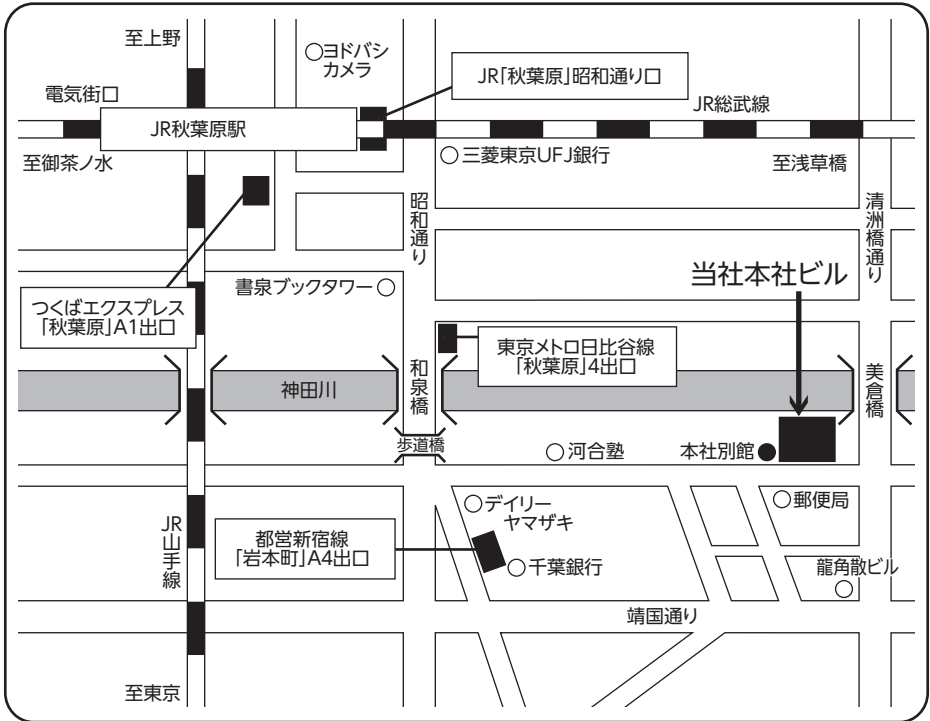 至上野
ヨドバシ
カメラ
JR「秋葉原」昭和通り口
電気街口
JR総武線
JR秋葉原駅
至御茶ノ水
三菱東京UFJ銀行
至浅草橋
昭和通り
清洲橋通り
当社本社ビル
書泉ブックタワー
つくばエクスプレス
「秋葉原」A1出口
東京メトロ日比谷線
「秋葉原」4出口
神田川
和泉橋
美倉橋
歩道橋
河合塾
本社別館
デイリー
ヤマザキ
郵便局
JR山手線
都営新宿線
「岩本町」A4出口
千葉銀行
龍角散ビル
靖国通り
至東京